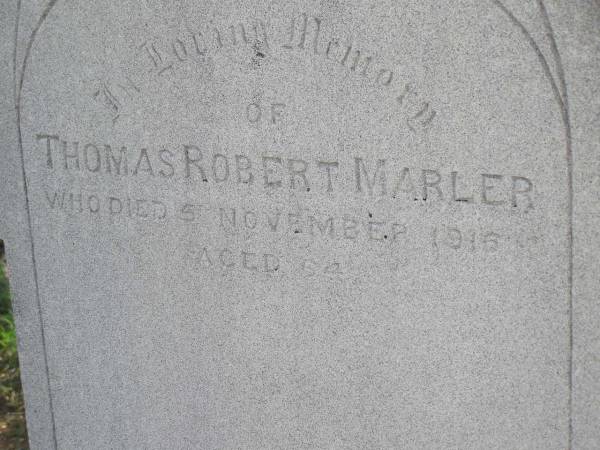 In Loving Memory
OF
THOMAS ROBERT MARLER
WHO DIED 5 NOVEMBER 1916
AGED 64